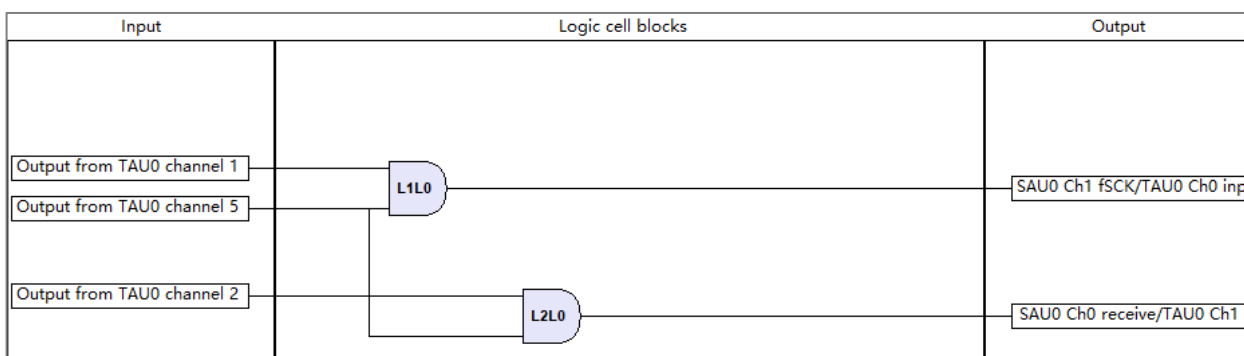 Input
Logic cell blocks
Output
Output from TAU0 channel 1
L1L0
SAU0 Ch1 fSCK/TAU0 Ch0 inp
Output from TAU0 channel 5
Output from TAU0 channel 2
L2L0
SAU0 Ch0 receive/TAU0 Ch1